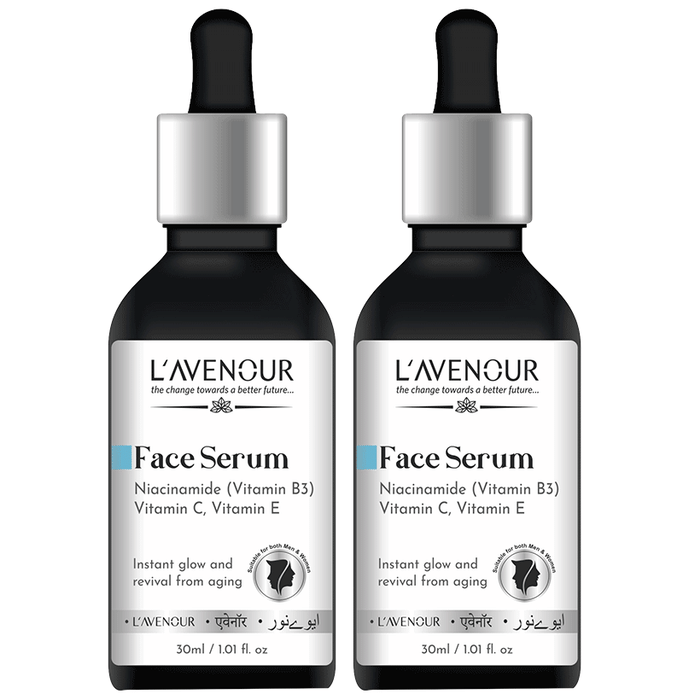 L'AVENOUR
the change towards a better future...
Face Serum
Niacinamide (Vitamin B3)
Vitamin C, Vitamin E
Suitable for both Men & Women
Instant glow and
revival from aging
• L'AVENOUR • एवेनॉर • ایوےنور
30ml / 1.01 fl. oz
L'AVENOUR
the change towards a better future...
Face Serum
Niacinamide (Vitamin B3)
Vitamin C, Vitamin E
Suitable for both Men & Women
Instant glow and
revival from aging
• L'AVENOUR • एवेनॉर • ایوےنور
30ml / 1.01 fl. oz